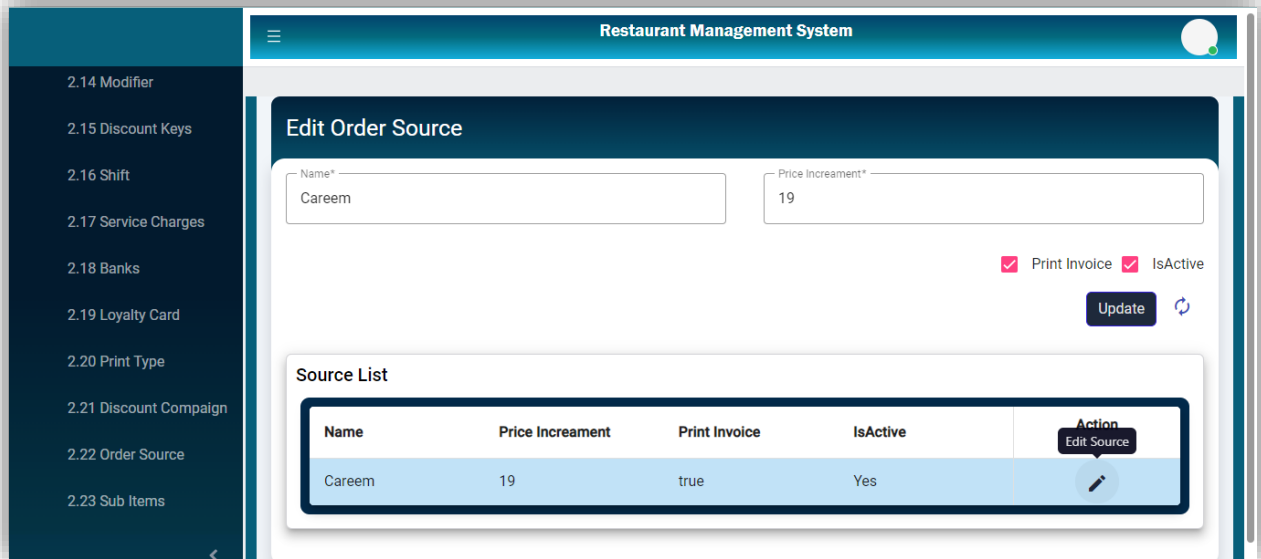 Restaurant Management System
2.14 Modifier
2.15 Discount Keys
2.16 Shift
2.17 Service Charges
2.18 Banks
2.19 Loyalty Card
2.20 Print Type
2.21 Discount Compaign
2.22 Order Source
2.23 Sub Items
Edit Order Source
Name* Price Increament*
Careem 19
Print Invoice IsActive
Update
Source List
Name Price Increament Print Invoice IsActive Action
Edit Source
Careem 19 true Yes